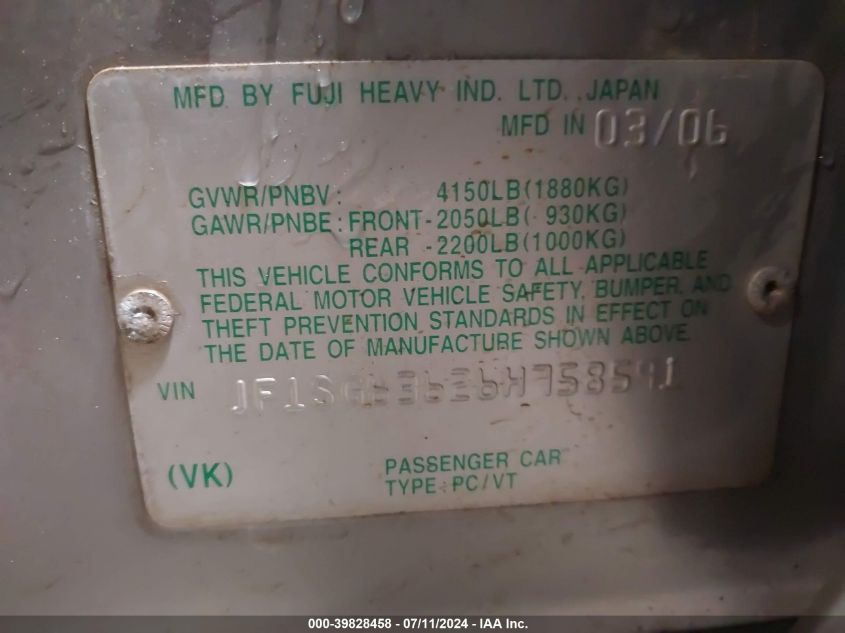 MFD. BY FUJI HEAVY IND. LTD. JAPAN
MFD IN 03/06
GVWR/PNBV: 4150LB(1880KG)
GAWR/PNBE: FRONT-2050LB( 930KG)
REAR -2200LB(1000KG)
THIS VEHICLE CONFORMS TO ALL APPLICABLE
FEDERAL MOTOR VEHICLE SAFETY, BUMPER, AND
THEFT PREVENTION STANDARDS IN EFFECT ON
THE DATE OF MANUFACTURE SHOWN ABOVE.
VIN
(VK) PASSENGER CAR
TYPE: PC/VT
000-39828458 - 07/11/2024 - IAA Inc.